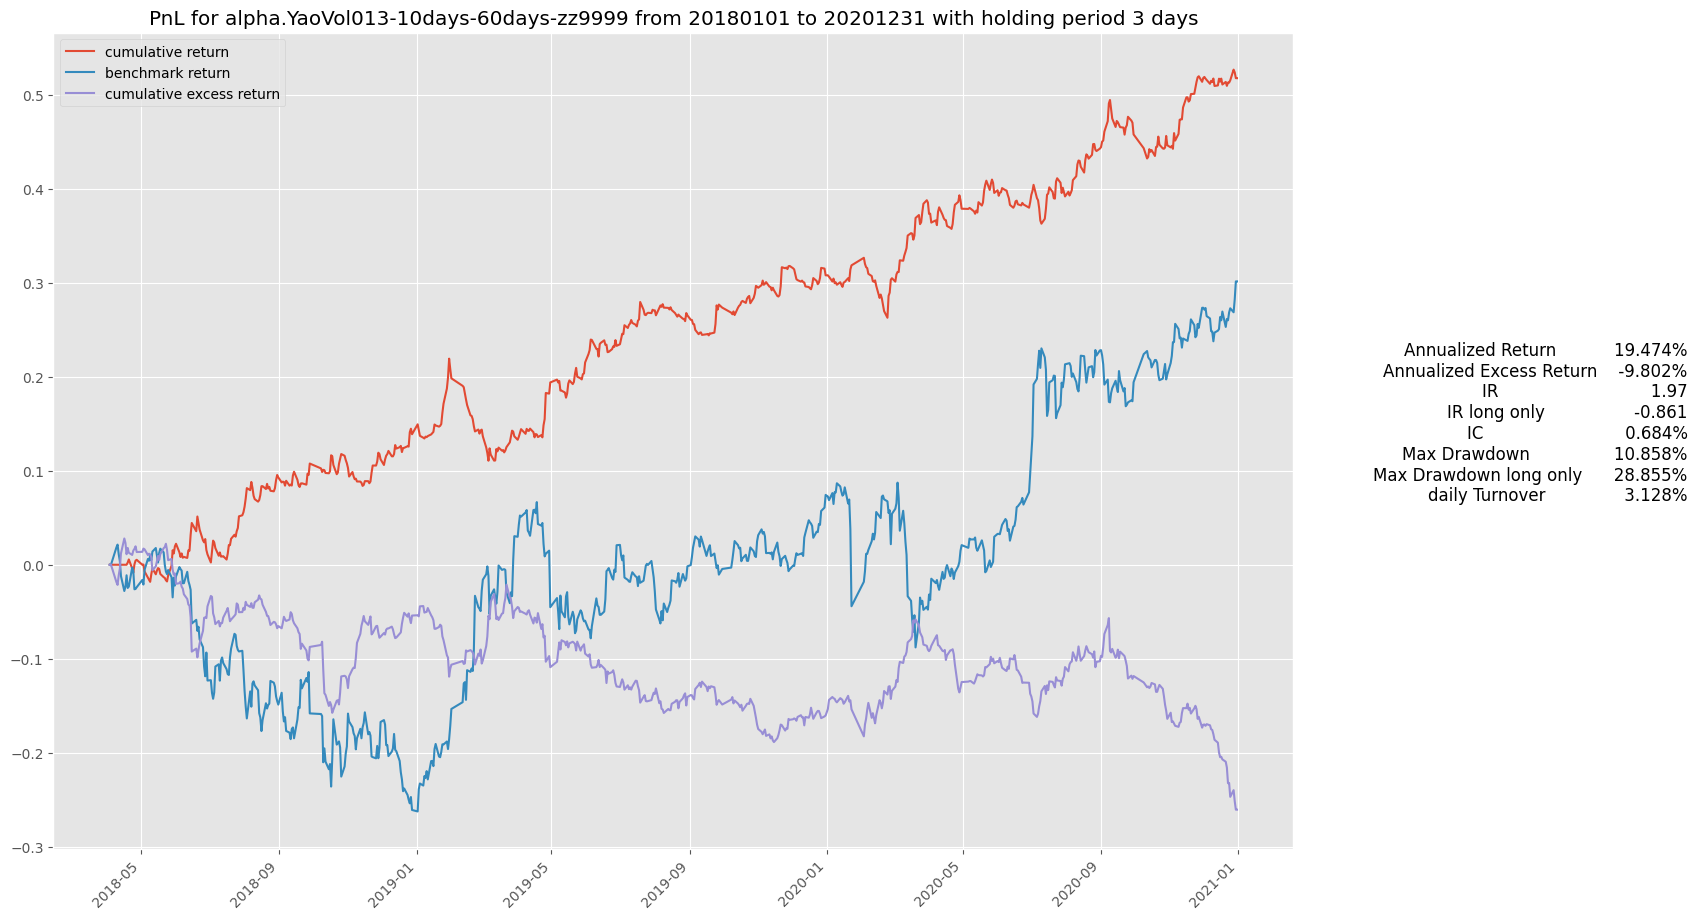 PnL for alpha.YaoVol013-10days-60days-zz9999 from 20180101 to 20201231 with holding period 3 days
cumulative return
benchmark return
cumulative excess return
0.5
0.4
0.3
0.2
0.1
0.0
−0.1
−0.2
−0.3
2018-05
2018-09
2019-01
2019-05
2019-09
2020-01
2020-05
2020-09
2021-01
Annualized Return 19.474%
Annualized Excess Return -9.802%
IR 1.97
IR long only -0.861
IC 0.684%
Max Drawdown 10.858%
Max Drawdown long only 28.855%
daily Turnover 3.128%